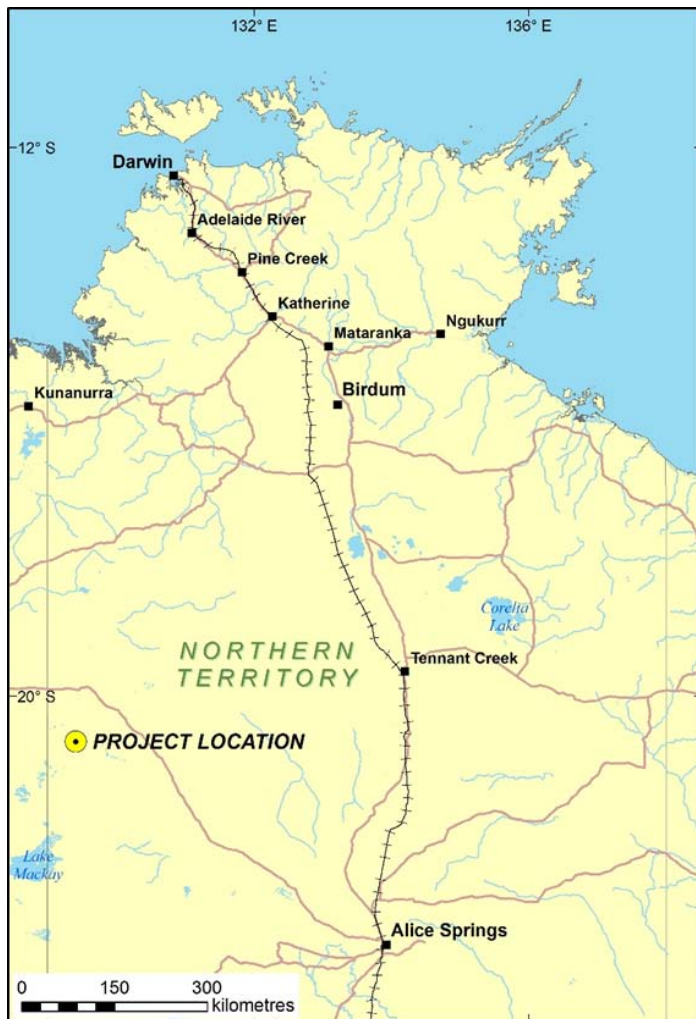 132° E
136° E
12° S
Darwin
Adelaide River
Pine Creek
Katherine
Mataranka
Ngukurr
Kunanurra
Birdum
Corella
Lake
NORTHERN
TERRITORY
Tennant Creek
20° S
PROJECT LOCATION
Lake
Mackay
Alice Springs
0 150 300
kilometres